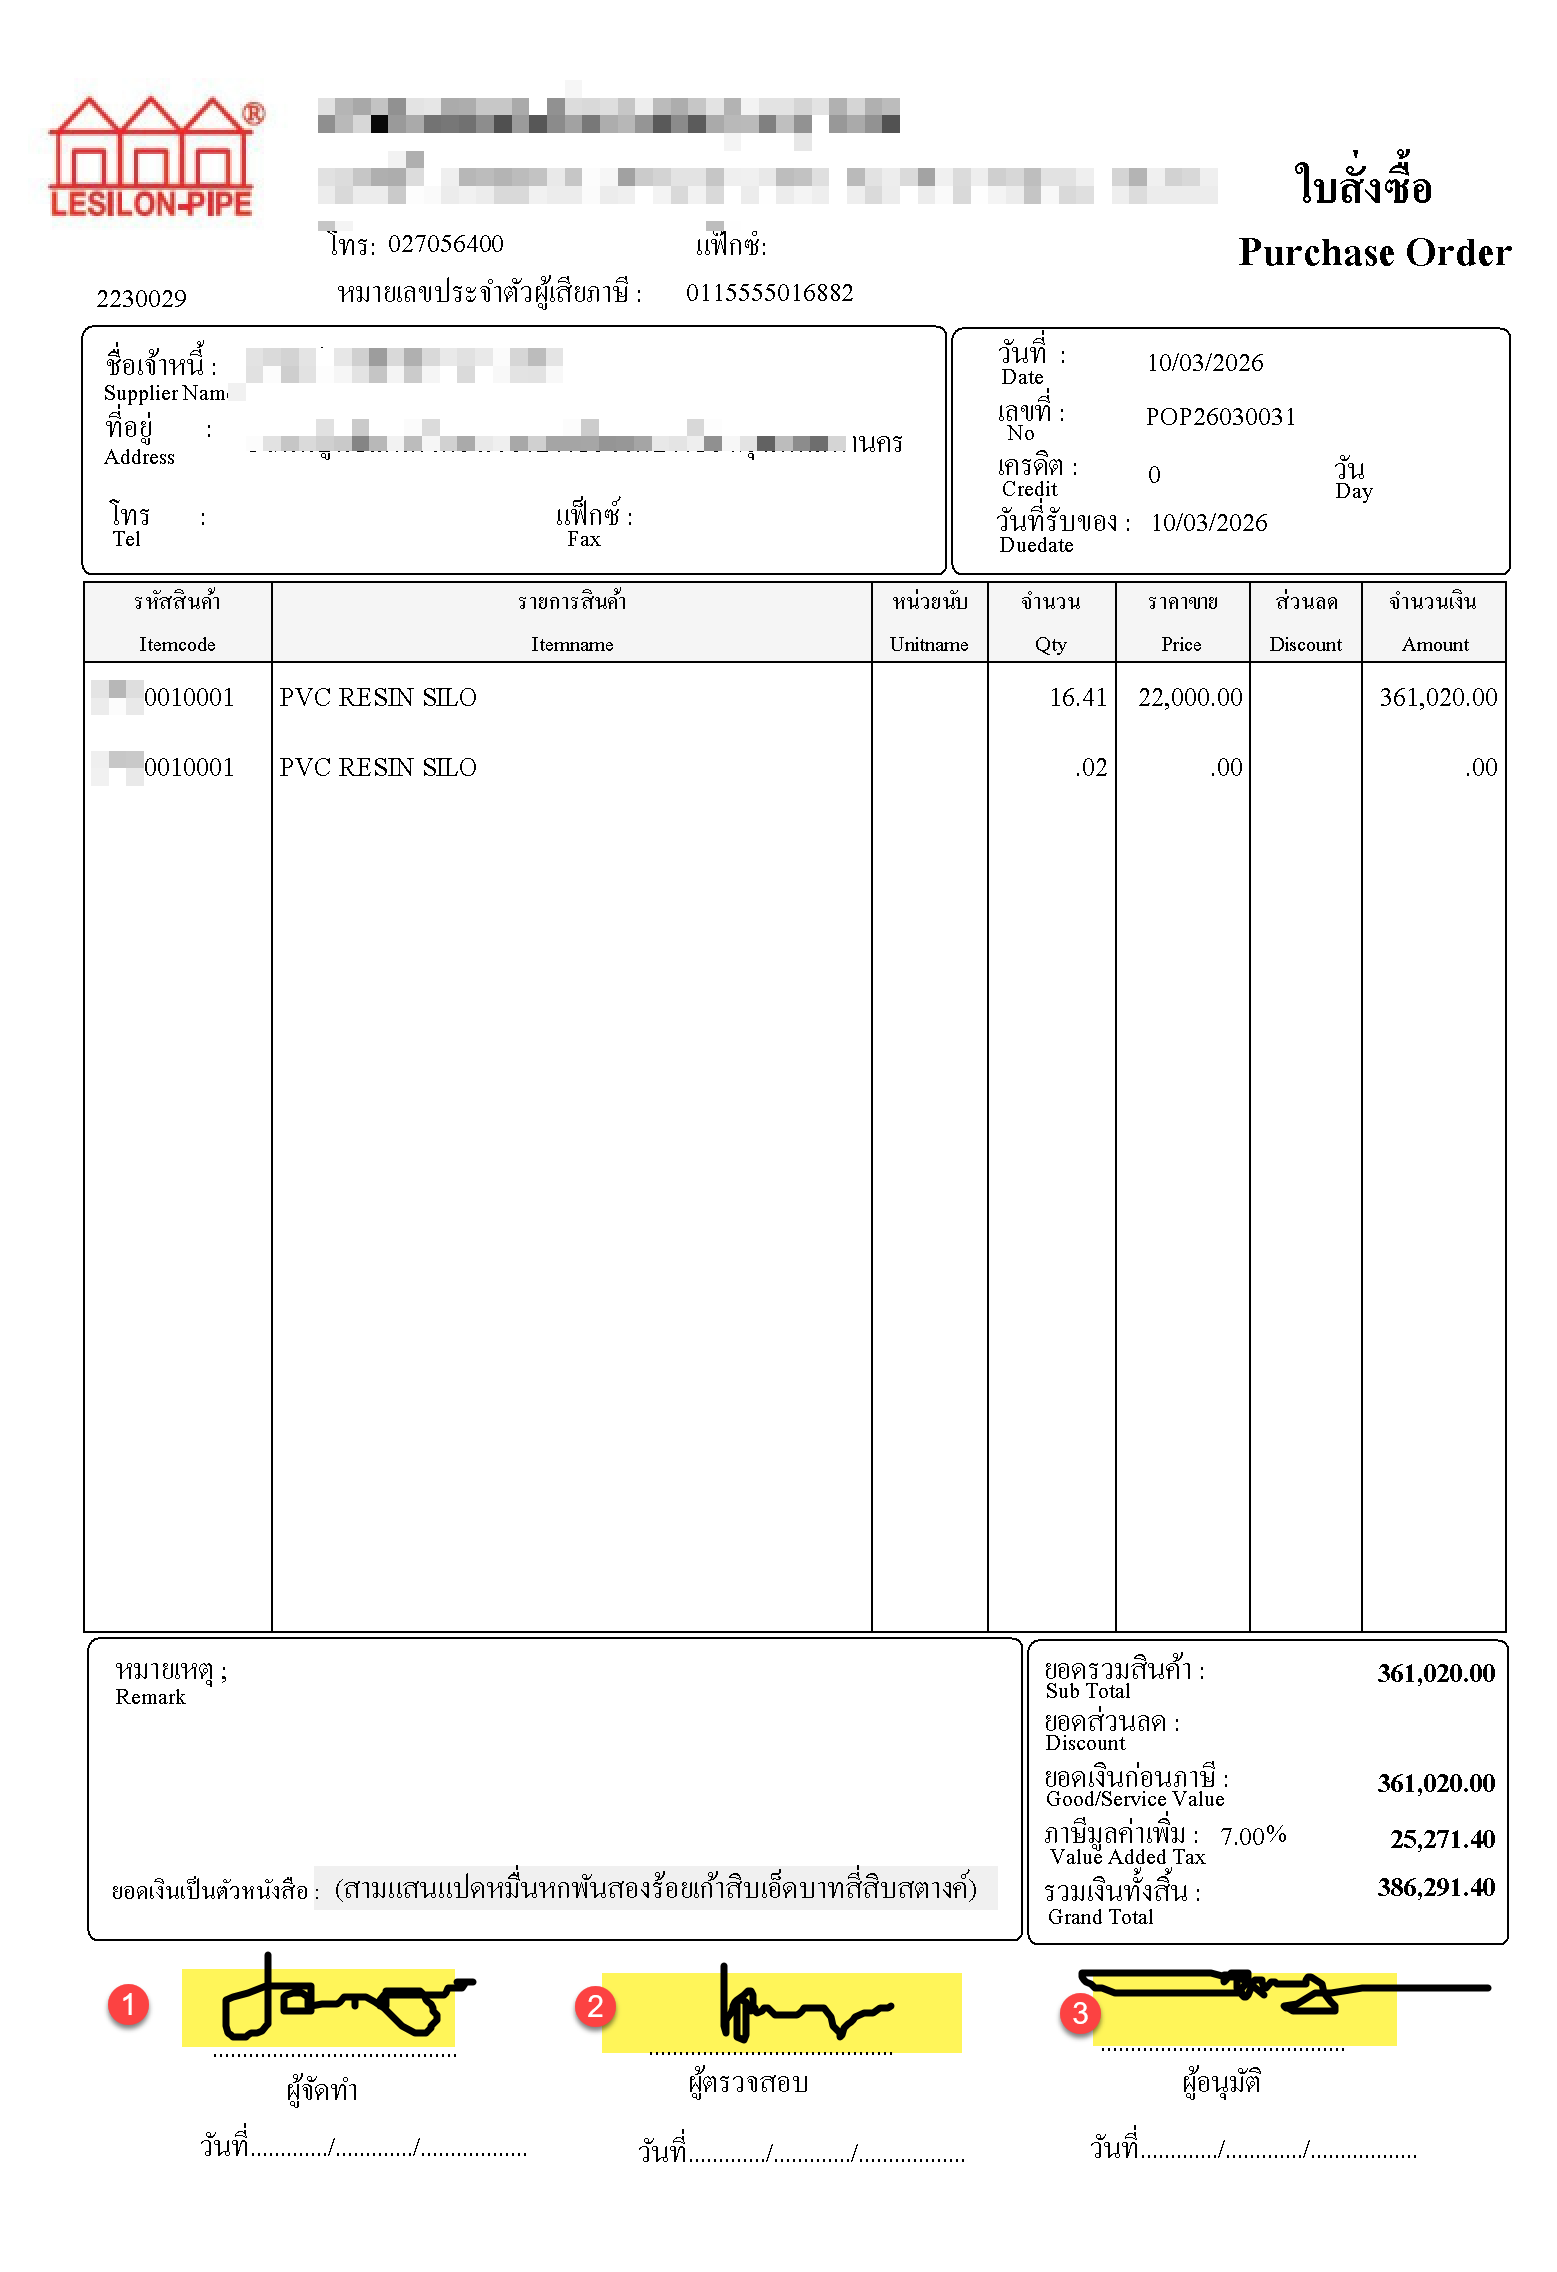 LESILON-PIPE®
ใบสั่งซื้อ
โทร: 027056400 แฟ็กซ์:
Purchase Order
2230029 หมายเลขประจำตัวผู้เสียภาษี : 0115555016882
ชื่อเจ้าหนี้ :
Supplier Name
ที่อยู่ :
Address
นคร
โทร :
Tel
แฟ็กซ์ :
Fax
วันที่ : 10/03/2026
Date
เลขที่ : POP26030031
No
เครดิต : 0 วัน
Credit Day
วันที่รับของ : 10/03/2026
Duedate
รหัสสินค้า รายการสินค้า หน่วยนับ จำนวน ราคาขาย ส่วนลด จำนวนเงิน
Itemcode Itemname Unitname Qty Price Discount Amount
0010001 PVC RESIN SILO 16.41 22,000.00 361,020.00
0010001 PVC RESIN SILO .02 .00 .00
หมายเหตุ ;
Remark
ยอดเงินเป็นตัวหนังสือ : (สามแสนแปดหมื่นหกพันสองร้อยเก้าสิบเอ็ดบาทสี่สิบสตางค์)
ยอดรวมสินค้า : 361,020.00
Sub Total
ยอดส่วนลด :
Discount
ยอดเงินก่อนภาษี : 361,020.00
Good/Service Value
ภาษีมูลค่าเพิ่ม : 7.00% 25,271.40
Value Added Tax
รวมเงินทั้งสิ้น : 386,291.40
Grand Total
1 2 3
ผู้จัดทำ ผู้ตรวจสอบ ผู้อนุมัติ
วันที่............./............./.................. วันที่............./............./.................. วันที่............./............./..................